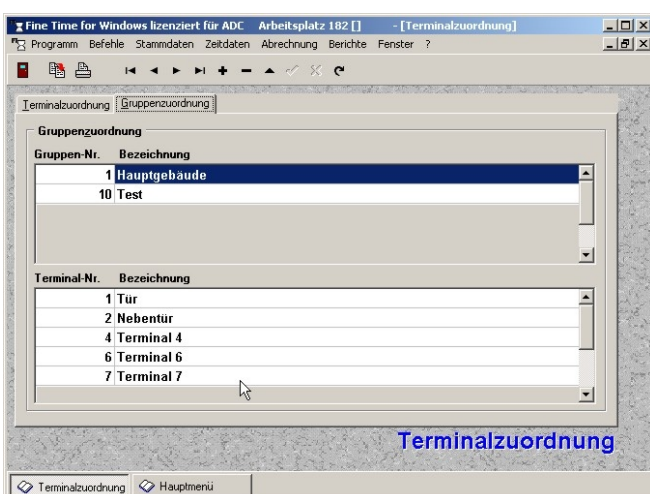 Fine Time for Windows lizenziert für ADC Arbeitsplatz 182 [] - [Terminalzuordnung]
Programm Befehle Stammdaten Zeitdaten Abrechnung Berichte Fenster ?
Terminalzuordnung Gruppenzuordnung
Gruppenzuordnung
Gruppen-Nr. Bezeichnung
1 Hauptgebäude
10 Test
Terminal-Nr. Bezeichnung
1 Tür
2 Nebentür
4 Terminal 4
6 Terminal 6
7 Terminal 7
Terminalzuordnung
Terminalzuordnung Hauptmenü